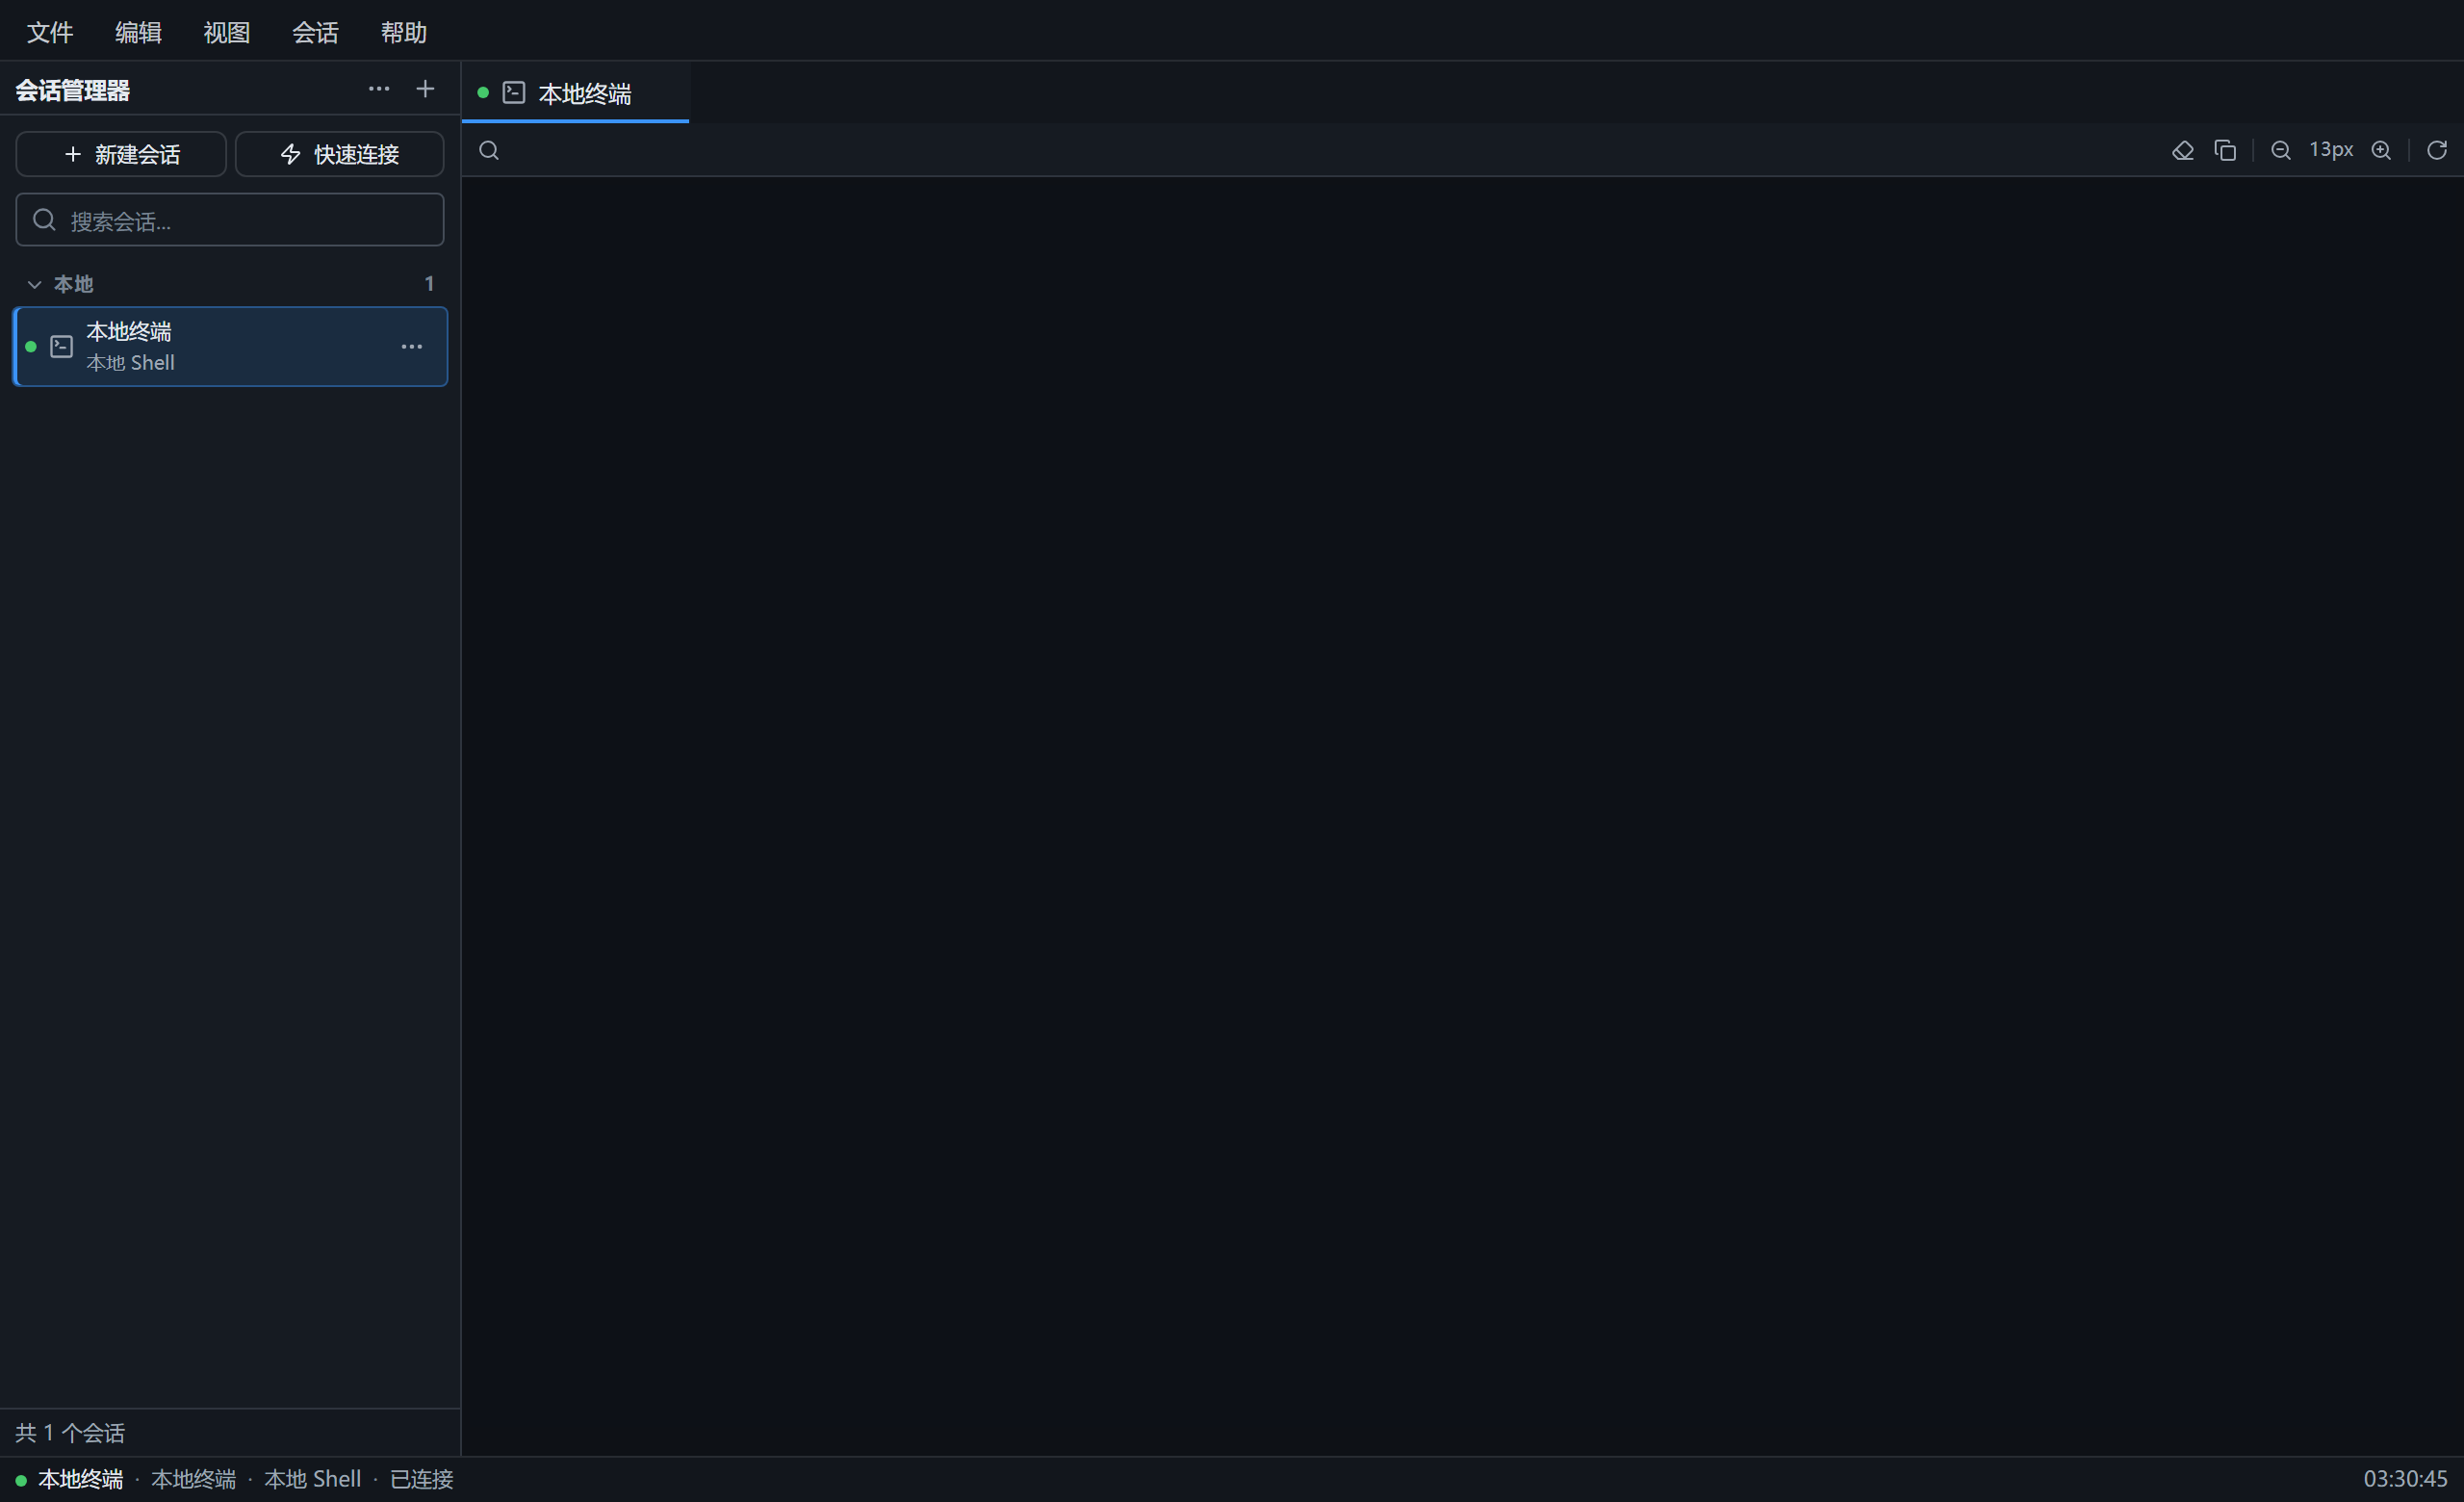 文件 编辑 视图 会话 帮助
会话管理器
本地终端
新建会话 快速连接
13px
搜索会话...
本地 1
本地终端
本地 Shell
共 1 个会话
本地终端 · 本地终端 · 本地 Shell · 已连接 03:30:45